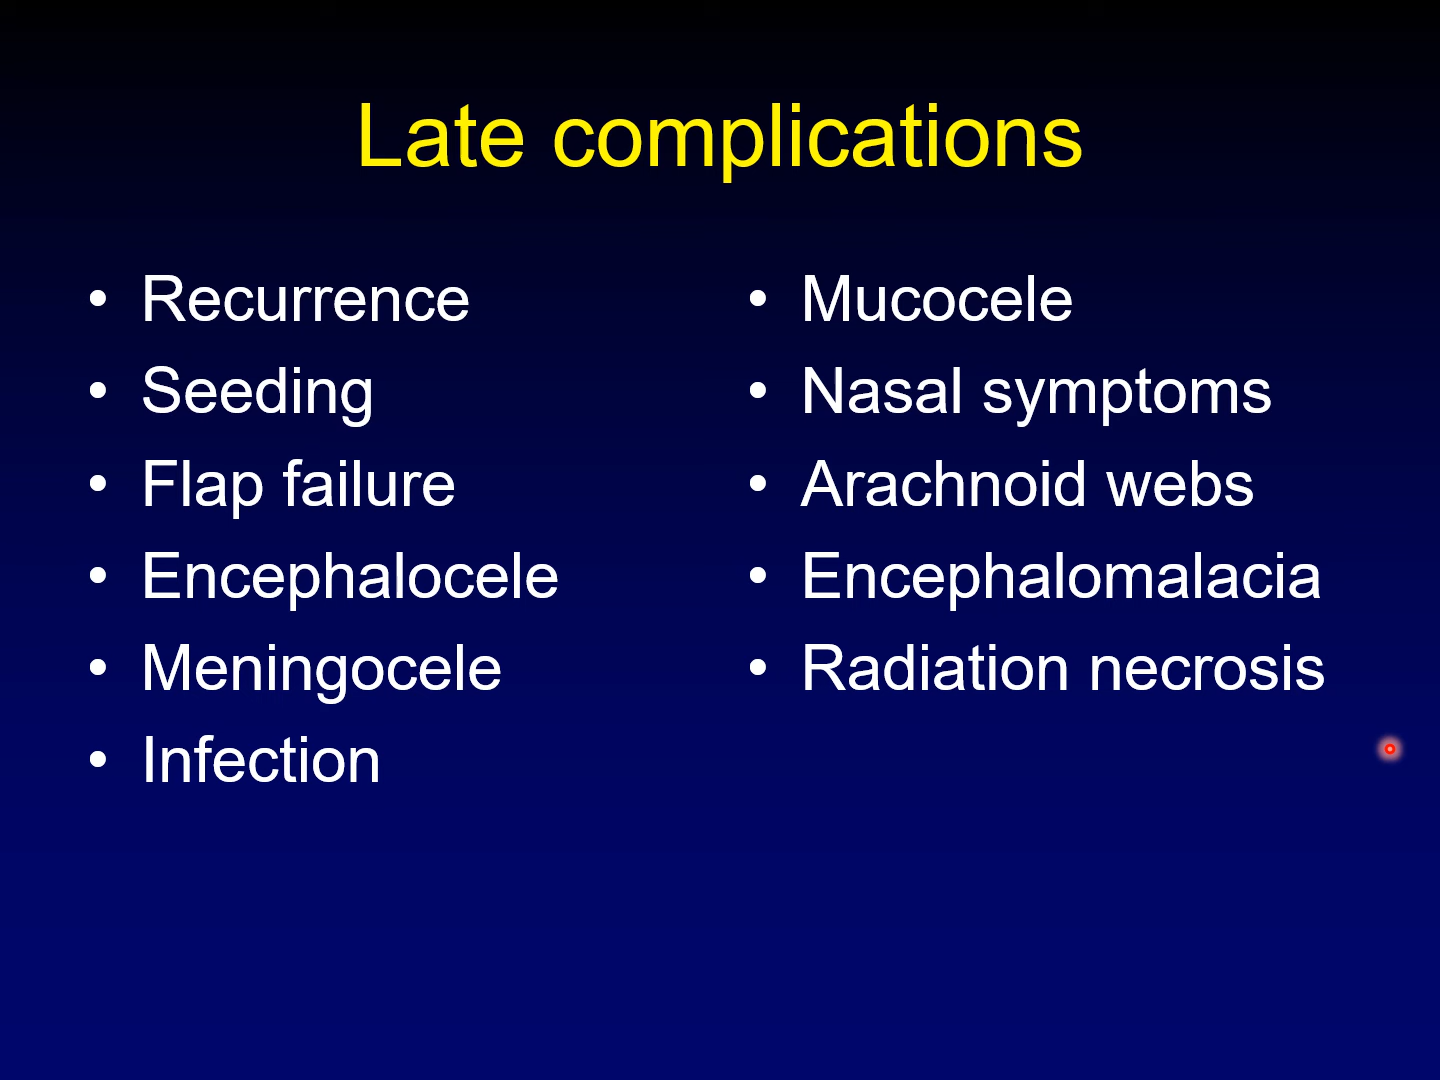 Late complications
• Recurrence
• Seeding
• Flap failure
• Encephalocele
• Meningocele
• Infection
• Mucocele
• Nasal symptoms
• Arachnoid webs
• Encephalomalacia
• Radiation necrosis